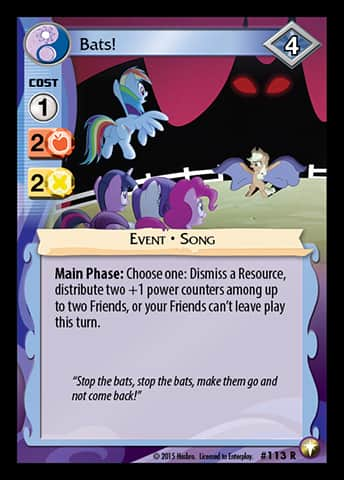 Bats!
4
COST
1
2
2
EVENT • SONG
Main Phase: Choose one: Dismiss a Resource,
distribute two +1 power counters among up
to two Friends, or your Friends can't leave play
this turn.
"Stop the bats, stop the bats, make them go and
not come back!"
© 2015 Hasbro. Licensed to Enterplay. #113 R